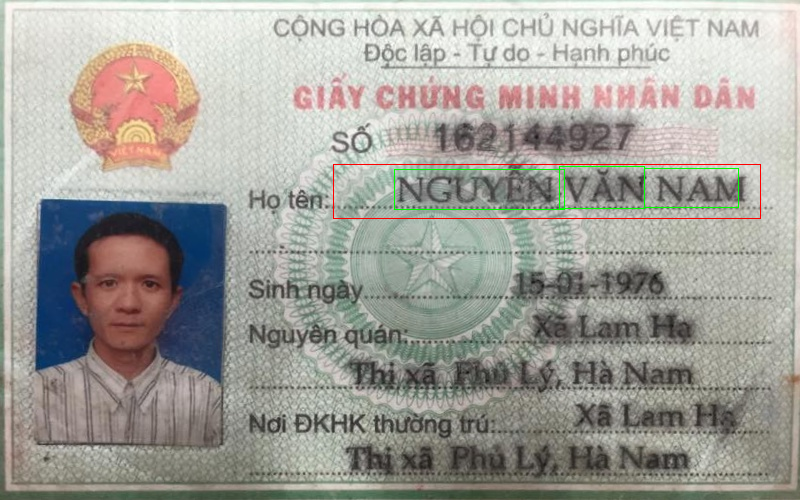 CỘNG HÒA XÃ HỘI CHỦ NGHĨA VIỆT NAM
Độc lập - Tự do - Hạnh phúc
GIẤY CHỨNG MINH NHÂN DÂN
VIỆT NAM
SỐ 162144927
Họ tên: NGUYỄN VĂN NAM
Sinh ngày 15-01-1976
Nguyên quán: Xã Lam Hạ
Thị xã Phủ Lý, Hà Nam
Nơi ĐKHK thường trú: Xã Lam Hạ
Thị xã Phủ Lý, Hà Nam